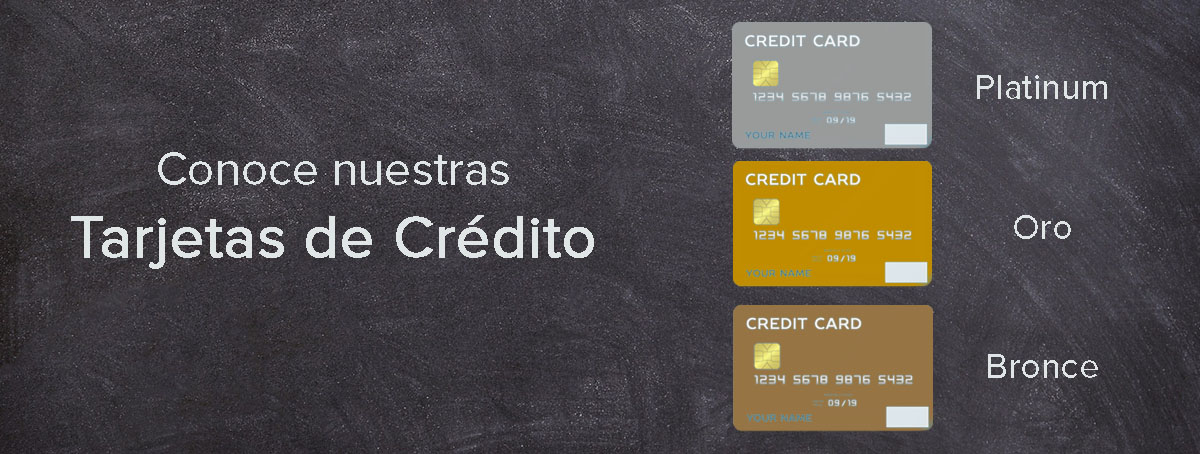 Conoce nuestras
Tarjetas de Crédito
CREDIT CARD
1234 5678 9876 5432
09/19
YOUR NAME
Platinum
CREDIT CARD
1234 5678 9876 5432
09/19
YOUR NAME
Oro
CREDIT CARD
1234 5678 9876 5432
09/19
YOUR NAME
Bronce